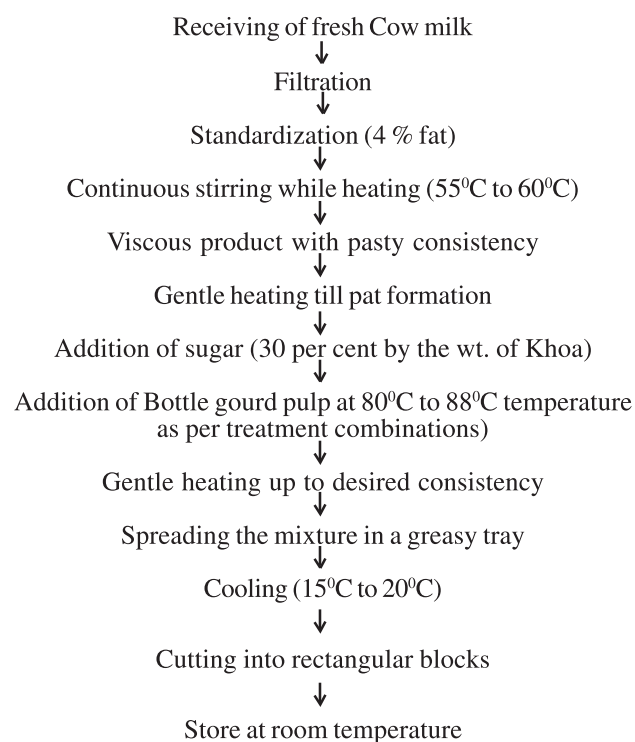 Receiving of fresh Cow milk
Filtration
Standardization (4 % fat)
Continuous stirring while heating (55⁰C to 60⁰C)
Viscous product with pasty consistency
Gentle heating till pat formation
Addition of sugar (30 per cent by the wt. of Khoa)
Addition of Bottle gourd pulp at 80⁰C to 88⁰C temperature
as per treatment combinations)
Gentle heating up to desired consistency
Spreading the mixture in a greasy tray
Cooling (15⁰C to 20⁰C)
Cutting into rectangular blocks
Store at room temperature